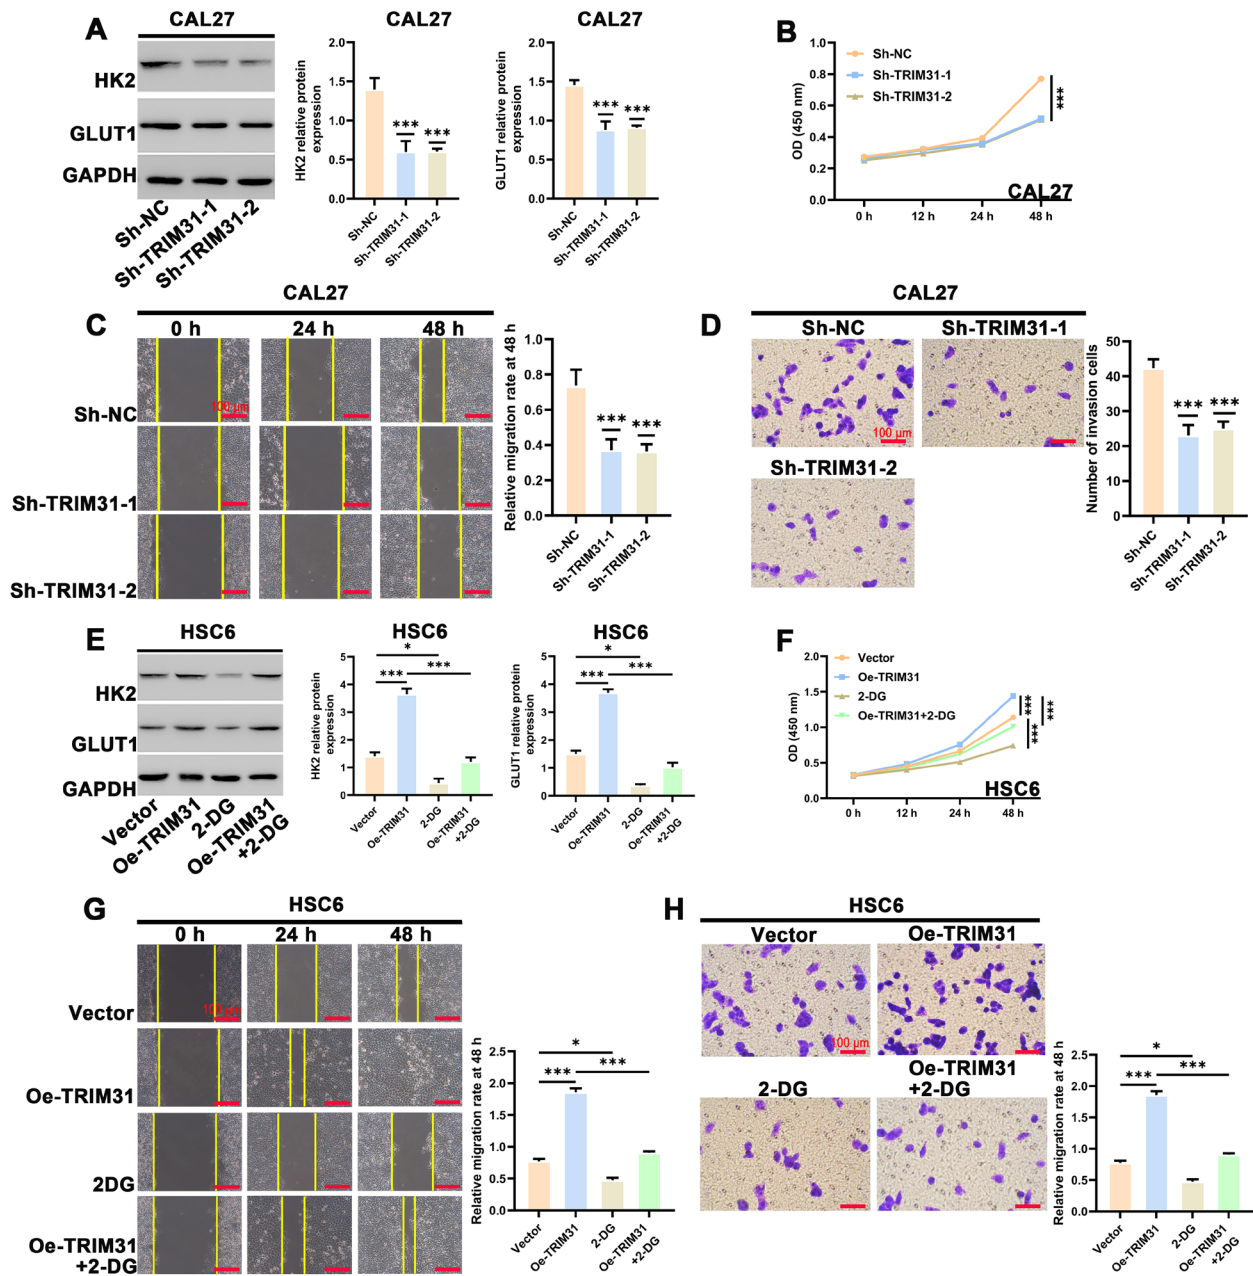 A
CAL27
HK2
GLUT1
GAPDH
Sh-NC
Sh-TRIM31-1
Sh-TRIM31-2
CAL27
HK2 relative protein
expression
2.0
1.5
1.0
0.5
0.0
***
***
Sh-NC
Sh-TRIM31-1
Sh-TRIM31-2
CAL27
GLUT1 relative protein
expression
2.0
1.5
1.0
0.5
0.0
***
***
Sh-NC
Sh-TRIM31-1
Sh-TRIM31-2
B
Sh-NC
Sh-TRIM31-1
Sh-TRIM31-2
OD (450 nm)
1.0
0.8
0.6
0.4
0.2
0.0
***
CAL27
0 h
12 h
24 h
48 h
C
CAL27
0 h
24 h
48 h
Sh-NC
100 μm
Sh-TRIM31-1
Sh-TRIM31-2
Relative migration rate at 48 h
1.0
0.8
0.6
0.4
0.2
0.0
***
***
Sh-NC
Sh-TRIM31-1
Sh-TRIM31-2
D
CAL27
Sh-NC
Sh-TRIM31-1
100 μm
Sh-TRIM31-2
Number of invasion cells
50
40
30
20
10
0
***
***
Sh-NC
Sh-TRIM31-1
Sh-TRIM31-2
E
HSC6
HK2
GLUT1
GAPDH
Vector
Oe-TRIM31
2-DG
Oe-TRIM31
+2-DG
HSC6
HK2 relative protein
expression
5
4
3
2
1
0
*
***
***
Vector
Oe-TRIM31
2-DG
Oe-TRIM31
+2-DG
HSC6
GLUT1 relative protein
expression
5
4
3
2
1
0
*
***
***
Vector
Oe-TRIM31
2-DG
Oe-TRIM31
+2-DG
F
Vector
Oe-TRIM31
2-DG
Oe-TRIM31+2-DG
OD (450 nm)
2.0
1.5
1.0
0.5
0.0
***
***
***
HSC6
0 h
12 h
24 h
48 h
G
HSC6
0 h
24 h
48 h
Vector
100 μm
Oe-TRIM31
2DG
Oe-TRIM31
+2-DG
Relative migration rate at 48 h
2.5
2.0
1.5
1.0
0.5
0.0
*
***
***
Vector
Oe-TRIM31
2-DG
Oe-TRIM31
+2-DG
H
HSC6
Vector
Oe-TRIM31
100 μm
2-DG
Oe-TRIM31
+2-DG
Relative migration rate at 48 h
2.5
2.0
1.5
1.0
0.5
0.0
*
***
***
Vector
Oe-TRIM31
2-DG
Oe-TRIM31
+2-DG